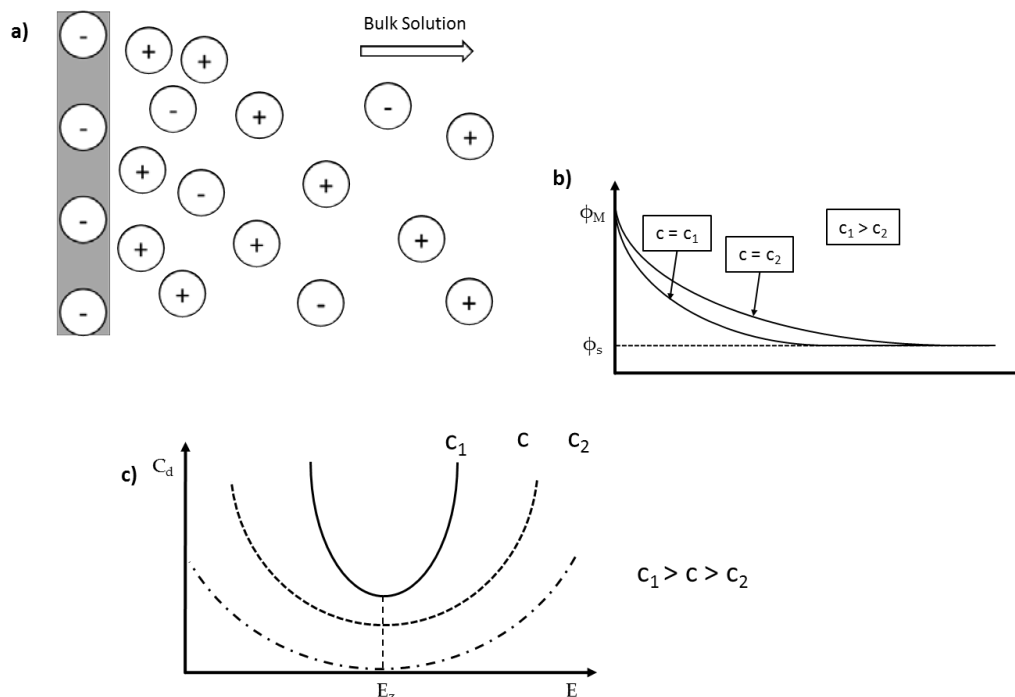 a)
Bulk Solution
-
+
+
-
+
-
+
-
+
-
+
+
-
+
+
+
-
+
-
+
b)
ϕM
c = c1
c = c2
c1 > c2
ϕs
c)
Cd
c1
c
c2
c1 > c > c2
Ez
E